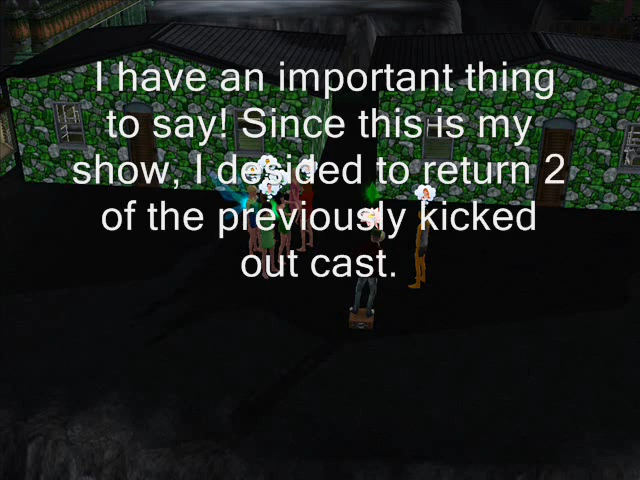 I have an important thing
to say! Since this is my
show, I desided to return 2
of the previously kicked
out cast.